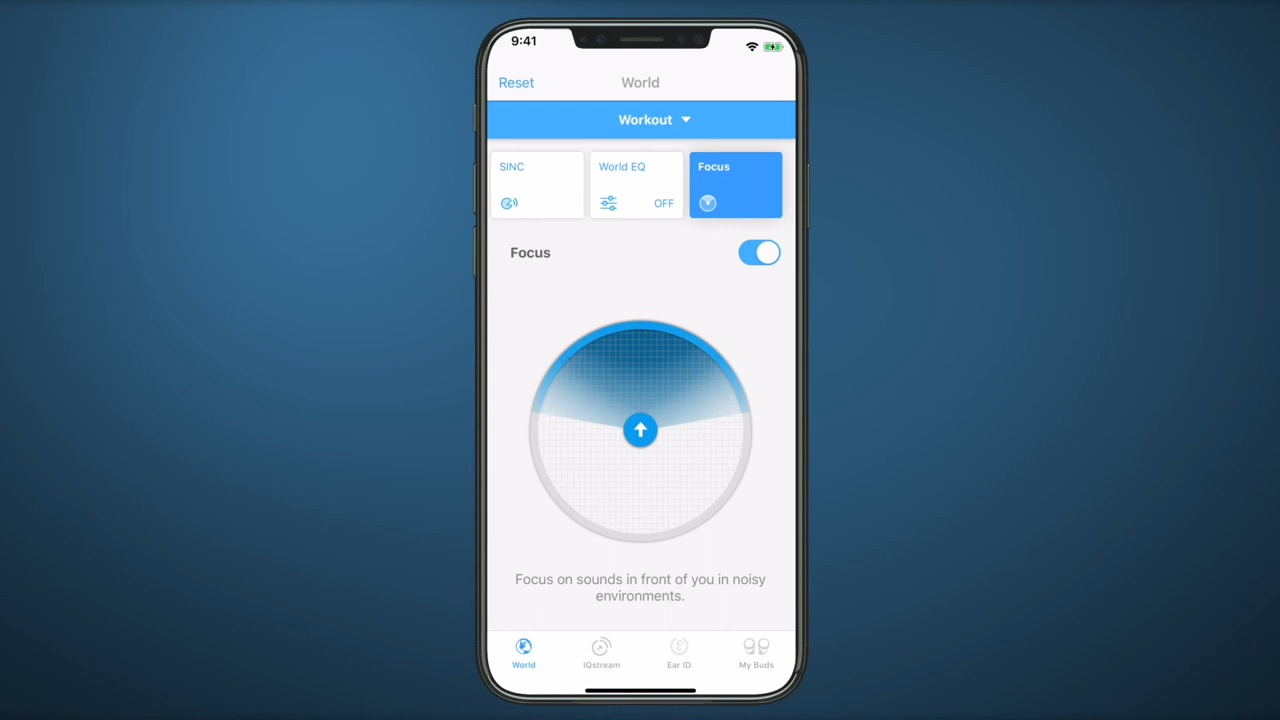 9:41
Reset
World
Workout
SINC
World EQ
Focus
OFF
Focus
Focus on sounds in front of you in noisy
environments.
World
IQstream
Ear ID
My Buds